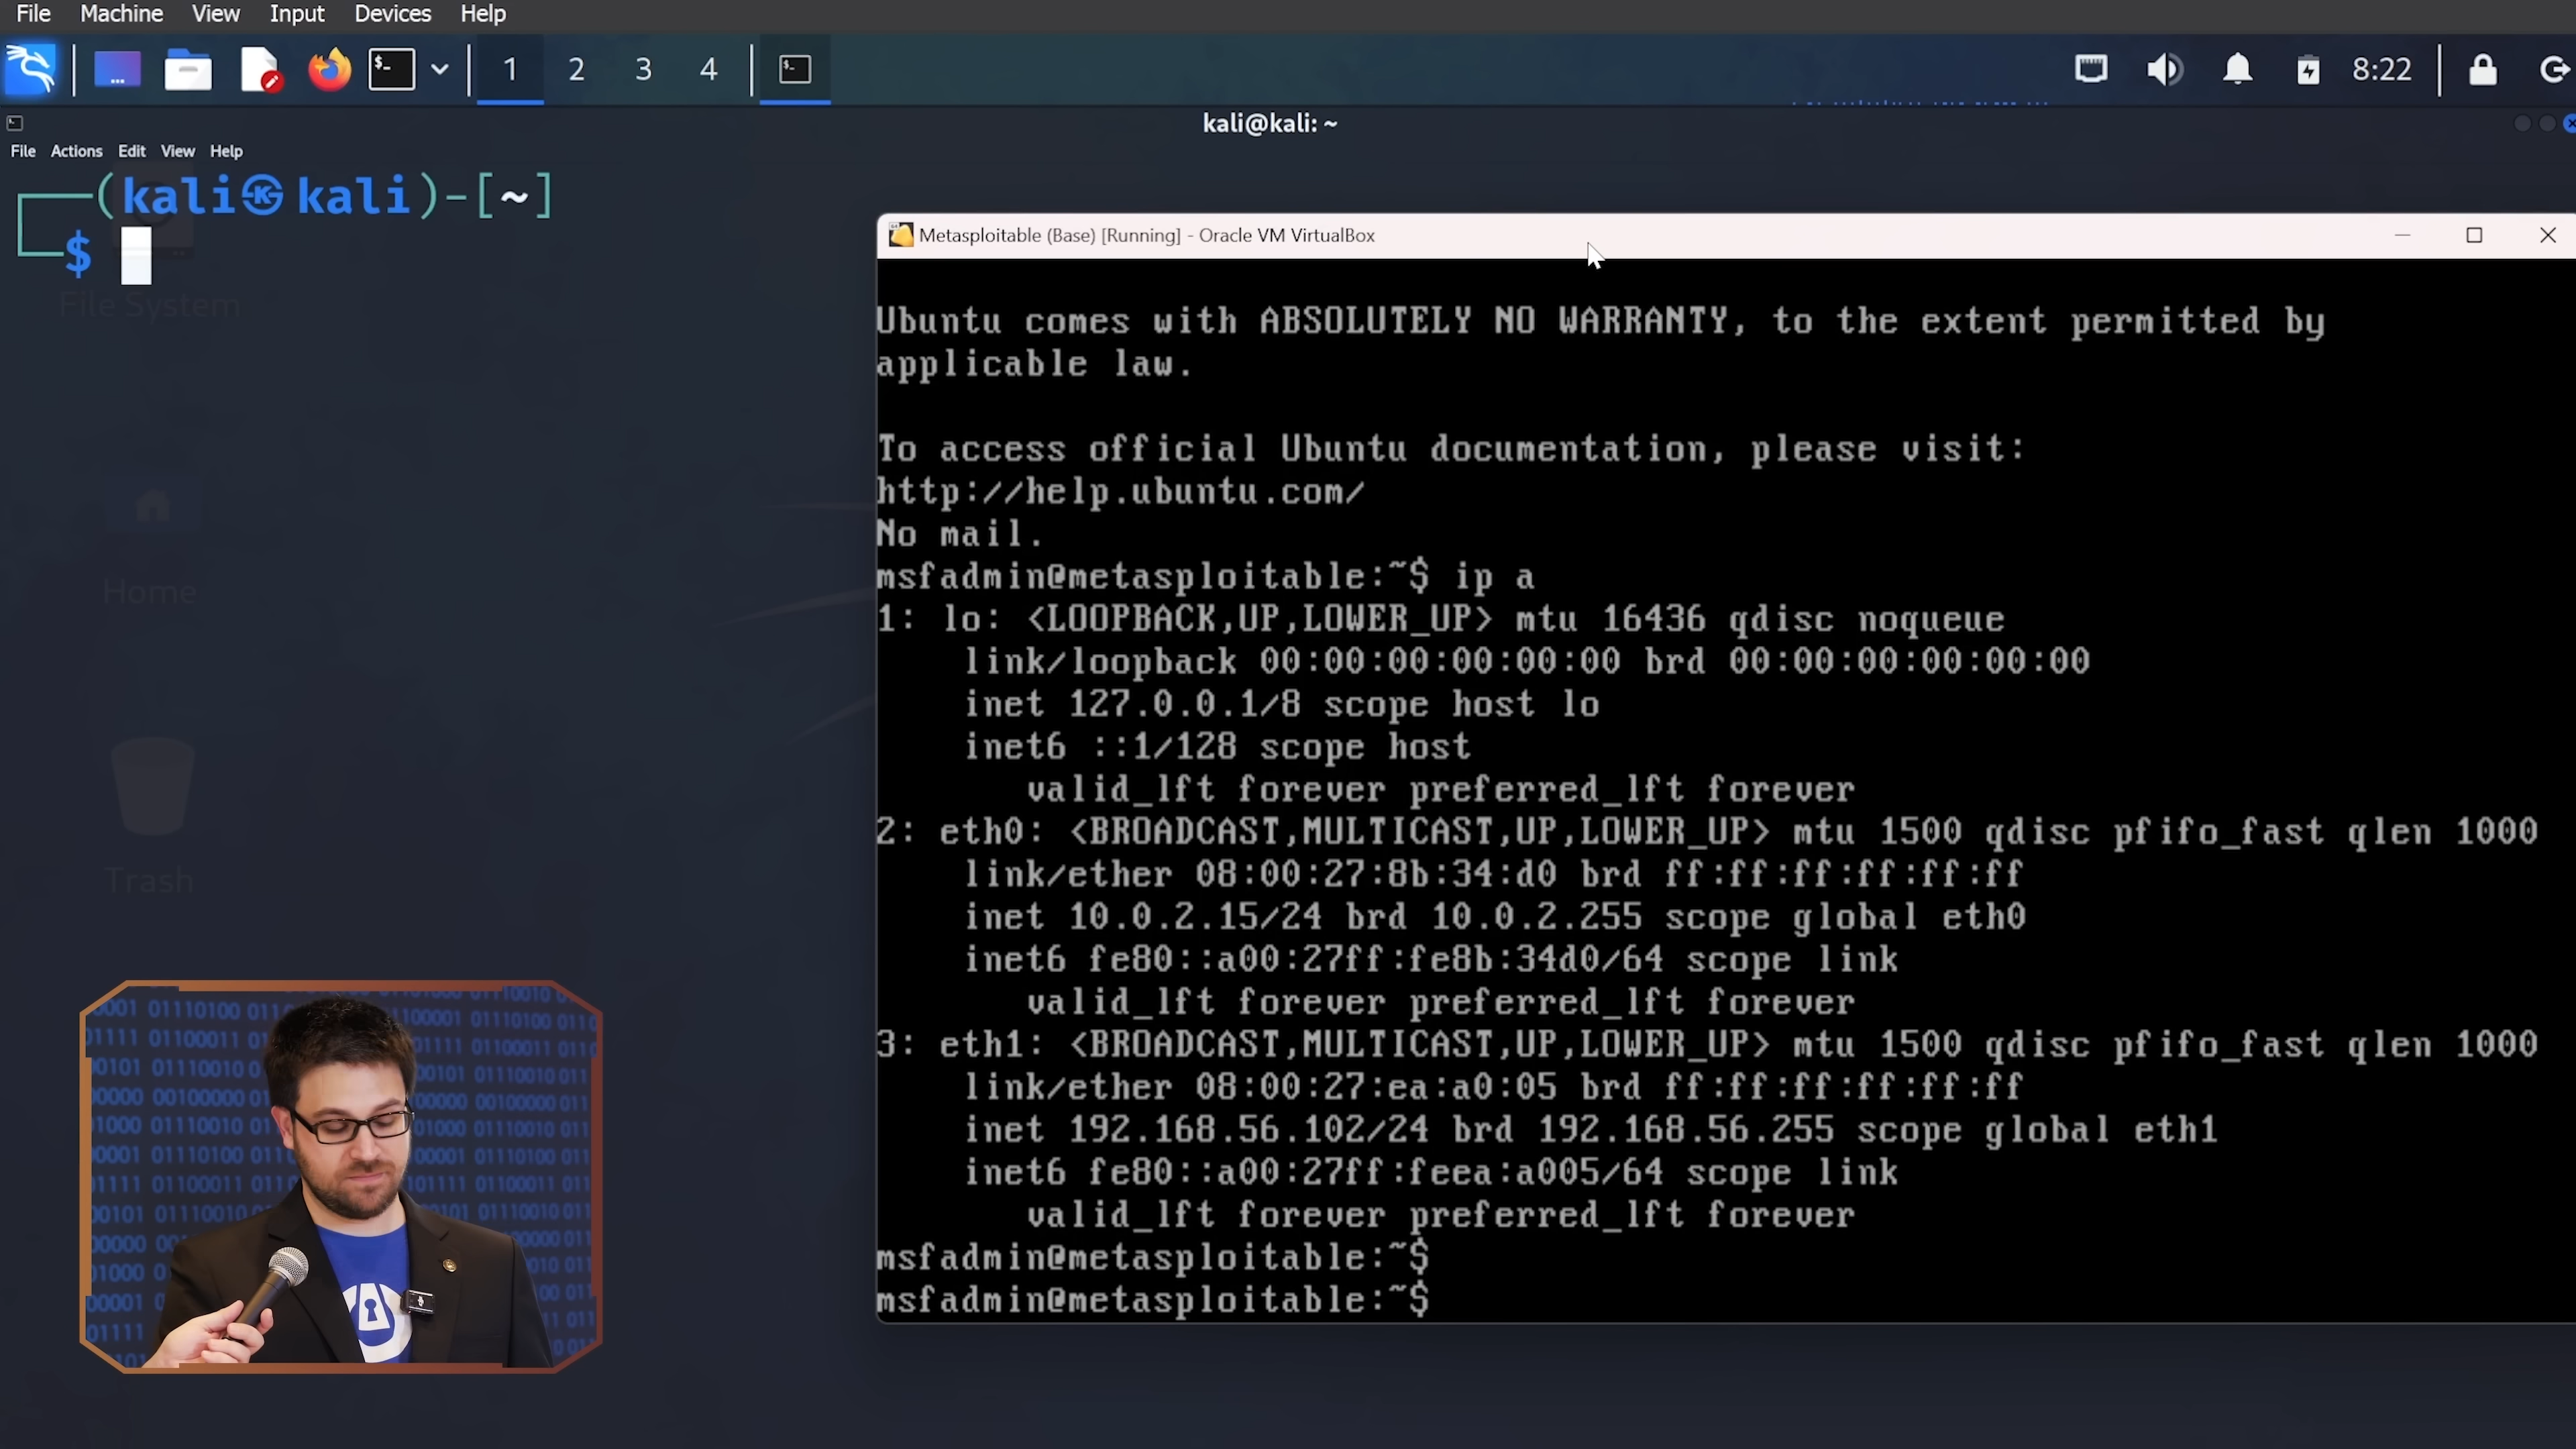 File Machine View Input Devices Help
1 2 3 4 8:22
kali@kali: ~
File Actions Edit View Help
(kali㉿kali)-[~]
$
File System
Home
Trash
Metasploitable (Base) [Running] - Oracle VM VirtualBox
Ubuntu comes with ABSOLUTELY NO WARRANTY, to the extent permitted by
applicable law.
To access official Ubuntu documentation, please visit:
http://help.ubuntu.com/
No mail.
msfadmin@metasploitable:~$ ip a
1: lo: <LOOPBACK,UP,LOWER_UP> mtu 16436 qdisc noqueue
link/loopback 00:00:00:00:00:00 brd 00:00:00:00:00:00
inet 127.0.0.1/8 scope host lo
inet6 ::1/128 scope host
valid_lft forever preferred_lft forever
2: eth0: <BROADCAST,MULTICAST,UP,LOWER_UP> mtu 1500 qdisc pfifo_fast qlen 1000
link/ether 08:00:27:8b:34:d0 brd ff:ff:ff:ff:ff:ff
inet 10.0.2.15/24 brd 10.0.2.255 scope global eth0
inet6 fe80::a00:27ff:fe8b:34d0/64 scope link
valid_lft forever preferred_lft forever
3: eth1: <BROADCAST,MULTICAST,UP,LOWER_UP> mtu 1500 qdisc pfifo_fast qlen 1000
link/ether 08:00:27:ea:a0:05 brd ff:ff:ff:ff:ff:ff
inet 192.168.56.102/24 brd 192.168.56.255 scope global eth1
inet6 fe80::a00:27ff:feea:a005/64 scope link
valid_lft forever preferred_lft forever
msfadmin@metasploitable:~$
msfadmin@metasploitable:~$